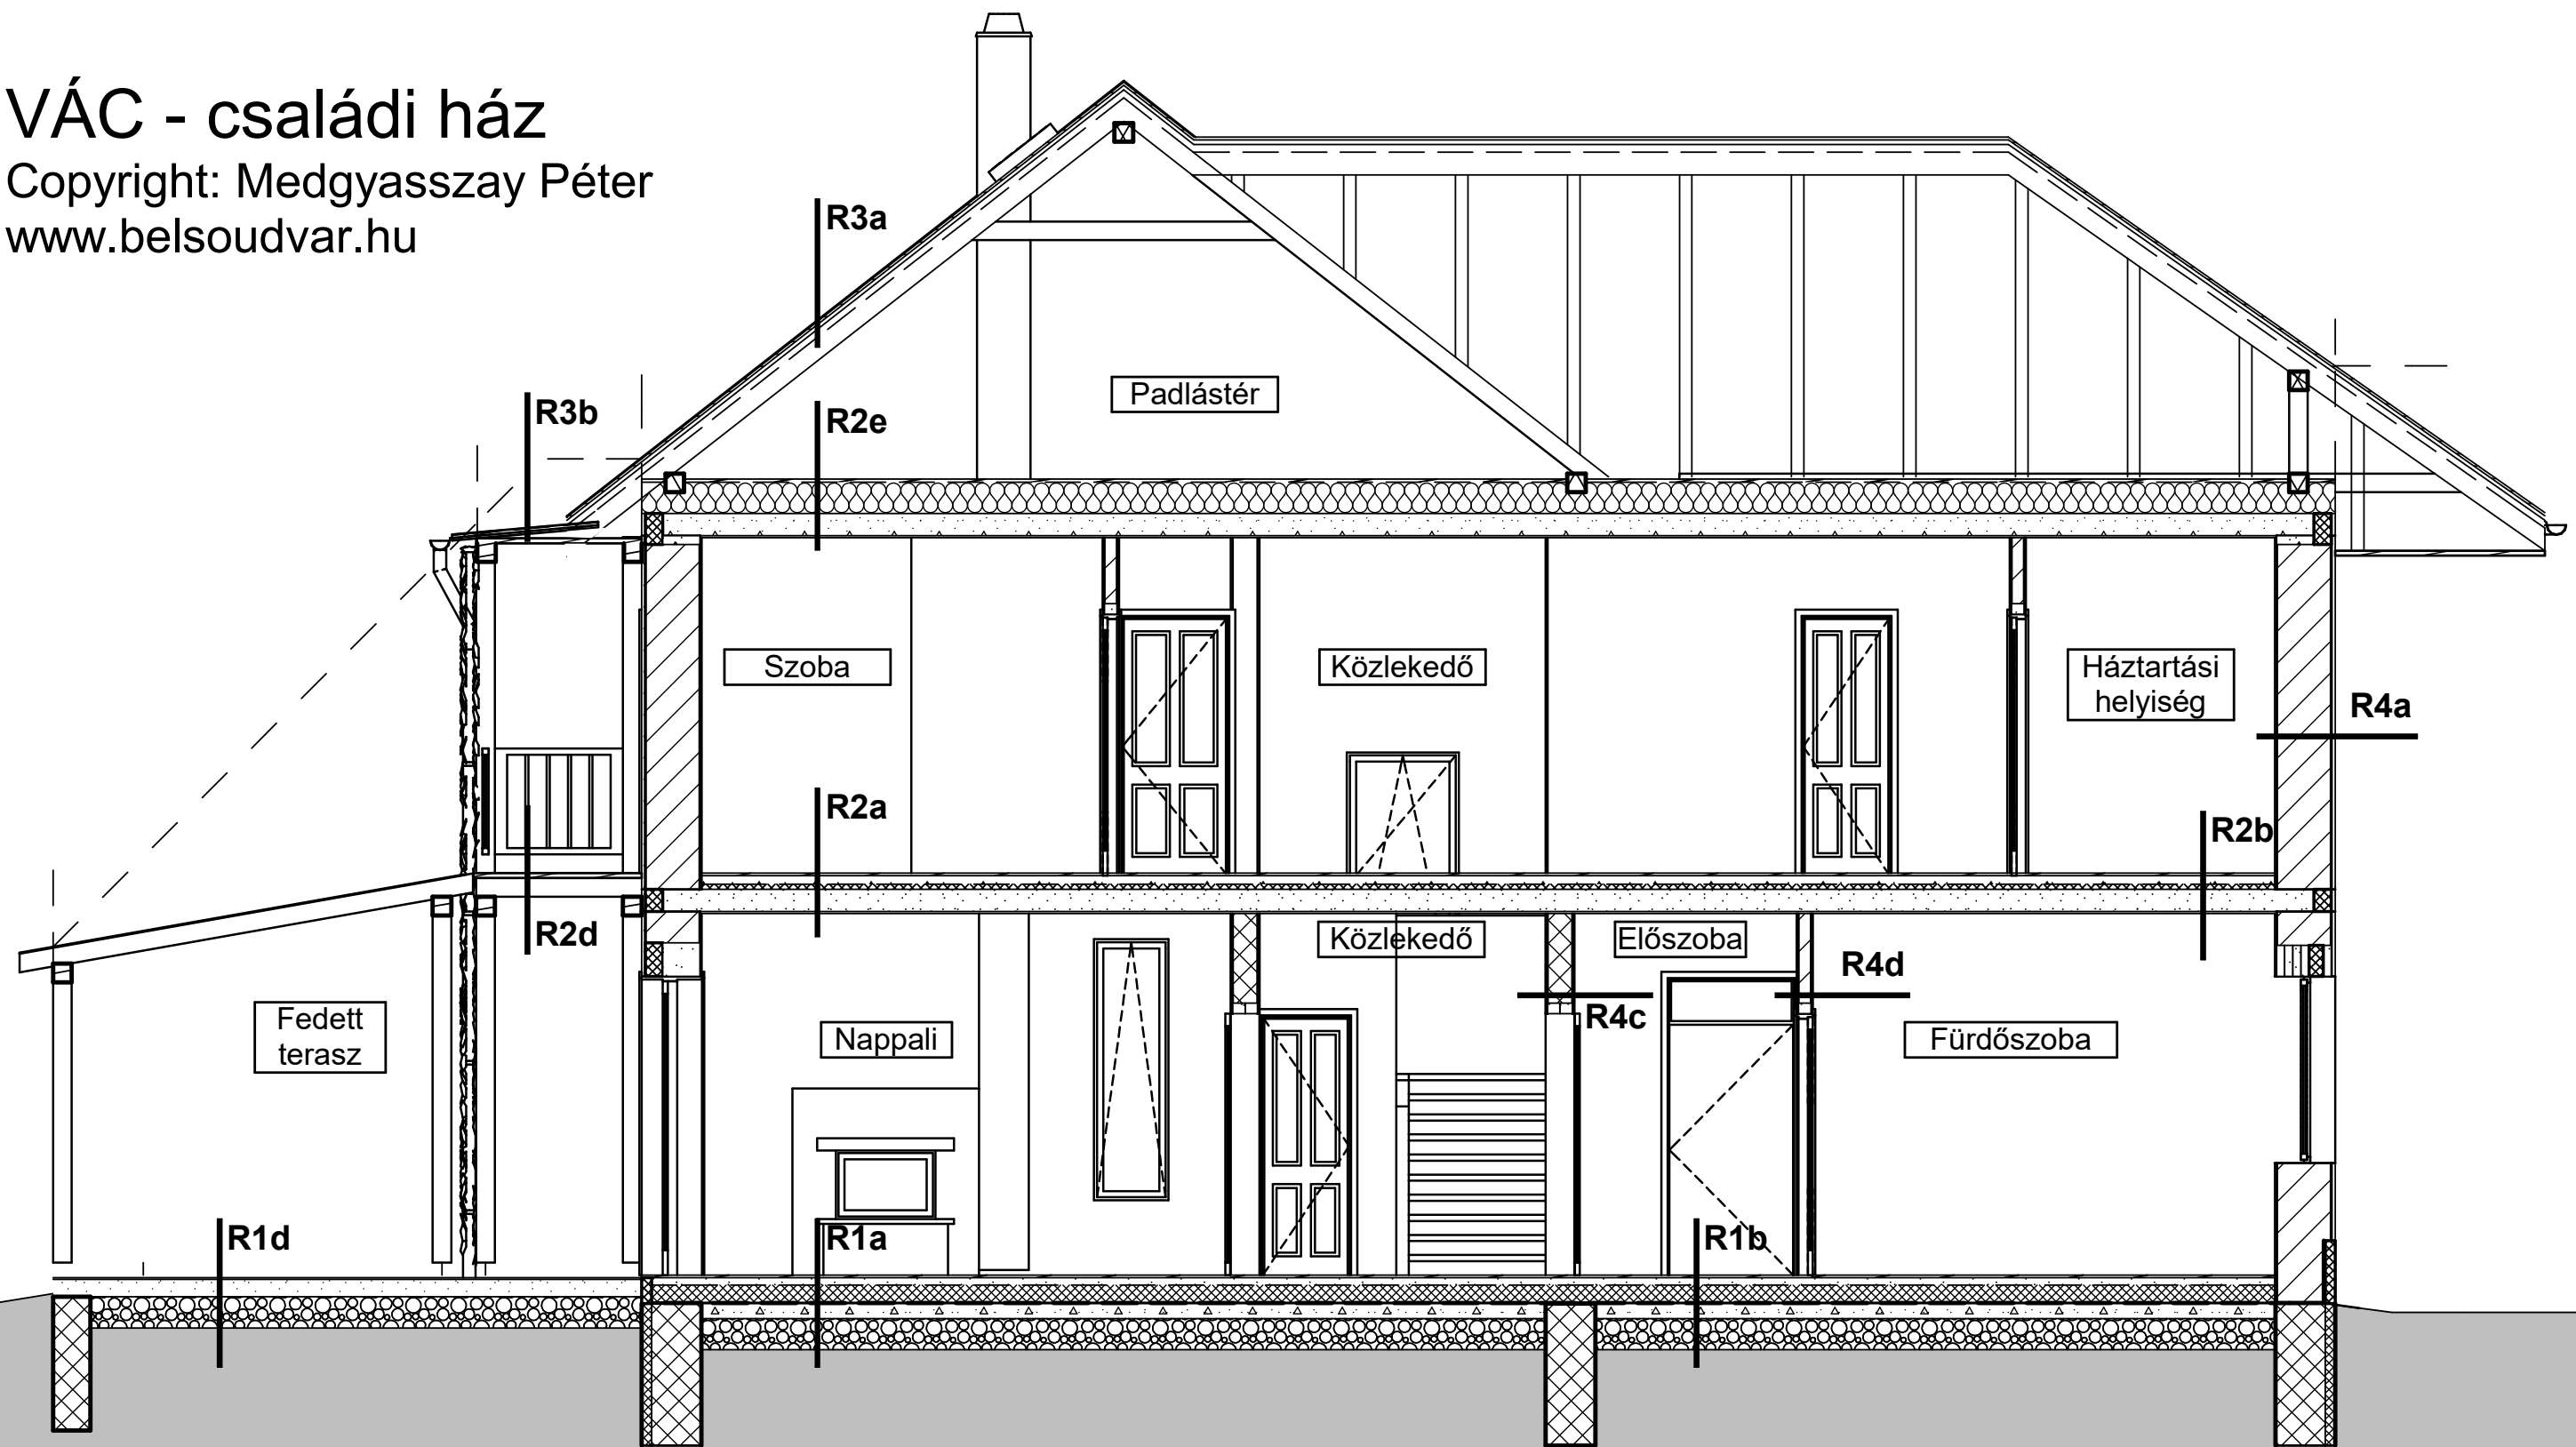 VÁC - családi ház
Copyright: Medgyasszay Péter
www.belsoudvar.hu
R3a
R3b
R2e
Padlástér
Szoba
Közlekedő
Háztartási
helyiség
R4a
R2a
R2b
R2d
Közlekedő
Előszoba
R4d
R4c
Fedett
terasz
Nappali
Fürdőszoba
R1d
R1a
R1b